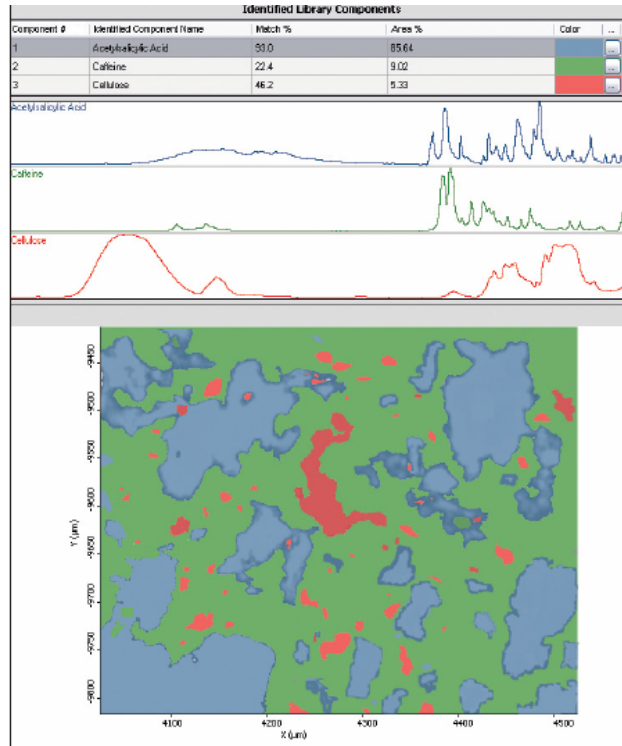 Identified Library Components
Component # Identified Component Name Match % Area % Color ...
1 Acetylsalicylic Acid 93.0 85.64 ...
2 Caffeine 22.4 9.02 ...
3 Cellulose 46.2 5.33 ...
Acetylsalicylic Acid
Caffeine
Cellulose
-9450
-9500
-9550
-9600
-9650
-9700
-9750
-9800
Y (µm)
4100 4200 4300 4400 4500
X (µm)